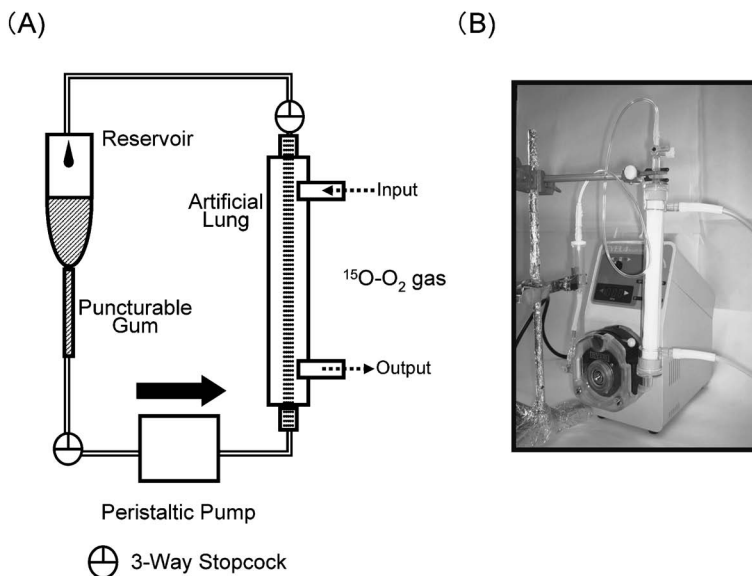 (A)
(B)
Reservoir
Artificial
Lung
Input
¹⁵O-O₂ gas
Puncturable
Gum
Output
Peristaltic Pump
3-Way Stopcock